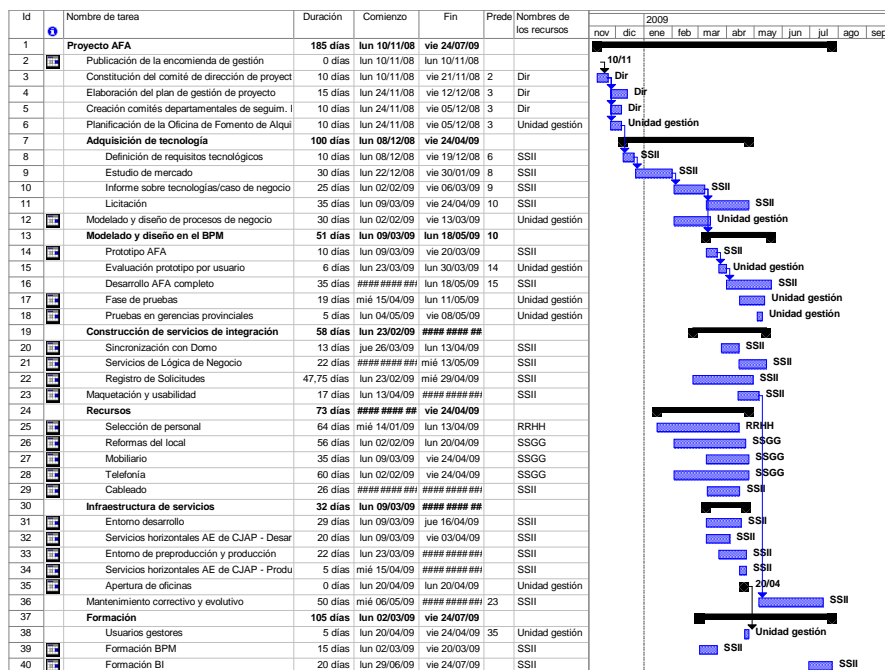 Id Nombre de tarea Duración Comienzo Fin Prede Nombres de los recursos
2009
nov dic ene feb mar abr may jun jul ago sep
1 Proyecto AFA 185 días lun 10/11/08 vie 24/07/09
2 Publicación de la encomienda de gestión 0 días lun 10/11/08 lun 10/11/08 10/11
3 Constitución del comité de dirección de proyect 10 días lun 10/11/08 vie 21/11/08 2 Dir Dir
4 Elaboración del plan de gestión de proyecto 15 días lun 24/11/08 vie 12/12/08 3 Dir Dir
5 Creación comités departamentales de seguim. 10 días lun 24/11/08 vie 05/12/08 3 Dir Dir
6 Planificación de la Oficina de Fomento de Alqui 10 días lun 24/11/08 vie 05/12/08 3 Unidad gestión Unidad gestión
7 Adquisición de tecnología 100 días lun 08/12/08 vie 24/04/09
8 Definición de requisitos tecnológicos 10 días lun 08/12/08 vie 19/12/08 6 SSII SSII
9 Estudio de mercado 30 días lun 22/12/08 vie 30/01/09 8 SSII SSII
10 Informe sobre tecnologías/caso de negocio 25 días lun 02/02/09 vie 06/03/09 9 SSII SSII
11 Licitación 35 días lun 09/03/09 vie 24/04/09 10 SSII SSII
12 Modelado y diseño de procesos de negocio 30 días lun 02/02/09 vie 13/03/09 Unidad gestión Unidad gestión
13 Modelado y diseño en el BPM 51 días lun 09/03/09 lun 18/05/09 10
14 Prototipo AFA 10 días lun 09/03/09 vie 20/03/09 SSII SSII
15 Evaluación prototipo por usuario 6 días lun 23/03/09 lun 30/03/09 14 Unidad gestión Unidad gestión
16 Desarrollo AFA completo 35 días #### #### ### lun 18/05/09 15 SSII SSII
17 Fase de pruebas 19 días mié 15/04/09 lun 11/05/09 Unidad gestión Unidad gestión
18 Pruebas en gerencias provinciales 5 días lun 04/05/09 vie 08/05/09 Unidad gestión Unidad gestión
19 Construcción de servicios de integración 58 días lun 23/02/09 #### #### ##
20 Sincronización con Domo 13 días jue 26/03/09 lun 13/04/09 SSII SSII
21 Servicios de Lógica de Negocio 22 días #### #### ### mié 13/05/09 SSII SSII
22 Registro de Solicitudes 47,75 días lun 23/02/09 mié 29/04/09 SSII SSII
23 Maquetación y usabilidad 17 días lun 13/04/09 #### #### ### SSII SSII
24 Recursos 73 días #### #### ## vie 24/04/09
25 Selección de personal 64 días mié 14/01/09 lun 13/04/09 RRHH RRHH
26 Reformas del local 56 días lun 02/02/09 lun 20/04/09 SSGG SSGG
27 Mobiliario 35 días lun 09/03/09 vie 24/04/09 SSGG SSGG
28 Telefonía 60 días lun 02/02/09 vie 24/04/09 SSGG SSGG
29 Cableado 26 días #### #### ### #### #### ### SSII SSII
30 Infraestructura de servicios 32 días lun 09/03/09 #### #### ##
31 Entorno desarrollo 29 días lun 09/03/09 jue 16/04/09 SSII SSII
32 Servicios horizontales AE de CJAP - Desar 20 días lun 09/03/09 vie 03/04/09 SSII SSII
33 Entorno de preproducción y producción 22 días lun 23/03/09 #### #### ### SSII SSII
34 Servicios horizontales AE de CJAP - Produ 5 días mié 15/04/09 #### #### ### SSII SSII
35 Apertura de oficinas 0 días lun 20/04/09 lun 20/04/09 Unidad gestión 20/04
36 Mantenimiento correctivo y evolutivo 50 días mié 06/05/09 #### #### ### 23 SSII SSII
37 Formación 105 días lun 02/03/09 vie 24/07/09
38 Usuarios gestores 5 días lun 20/04/09 vie 24/04/09 35 Unidad gestión Unidad gestión
39 Formación BPM 15 días lun 02/03/09 vie 20/03/09 SSII SSII
40 Formación BI 20 días lun 29/06/09 vie 24/07/09 SSII SSII